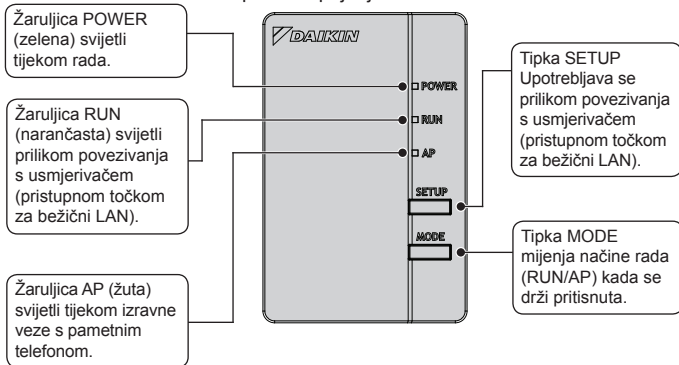 Žaruljica POWER
(zelena) svijetli
tijekom rada.
Žaruljica RUN
(narančasta) svijetli
prilikom povezivanja
s usmjerivačem
(pristupnom točkom
za bežični LAN).
Žaruljica AP (žuta)
svijetli tijekom izravne
veze s pametnim
telefonom.
DAIKIN
POWER
RUN
AP
SETUP
MODE
Tipka SETUP
Upotrebljava se
prilikom povezivanja
s usmjerivačem
(pristupnom točkom
za bežični LAN).
Tipka MODE
mijenja načine rada
(RUN/AP) kada se
drži pritisnuta.